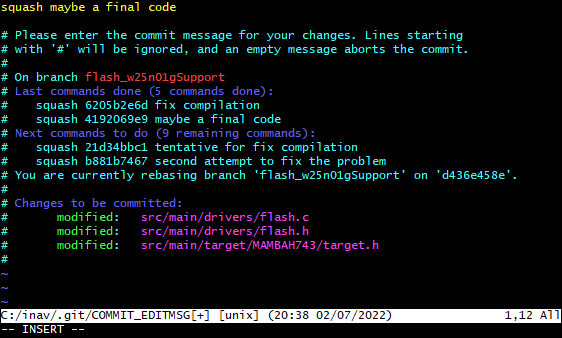 squash maybe a final code

# Please enter the commit message for your changes. Lines starting
# with '#' will be ignored, and an empty message aborts the commit.
#
# On branch flash_w25n01gSupport
# Last commands done (5 commands done):
#    squash 6205b2e6d fix compilation
#    squash 4192069e9 maybe a final code
# Next commands to do (9 remaining commands):
#    squash 21d34bbc1 tentative for fix compilation
#    squash b881b7467 second attempt to fix the problem
# You are currently rebasing branch 'flash_w25n01gSupport' on 'd436e458e'.
#
# Changes to be committed:
#       modified:   src/main/drivers/flash.c
#       modified:   src/main/drivers/flash.h
#       modified:   src/main/target/MAMBAH743/target.h
#
~
~
~
C:/inav/.git/COMMIT_EDITMSG[+] [unix] (20:38 02/07/2022) 1,12 All
-- INSERT --